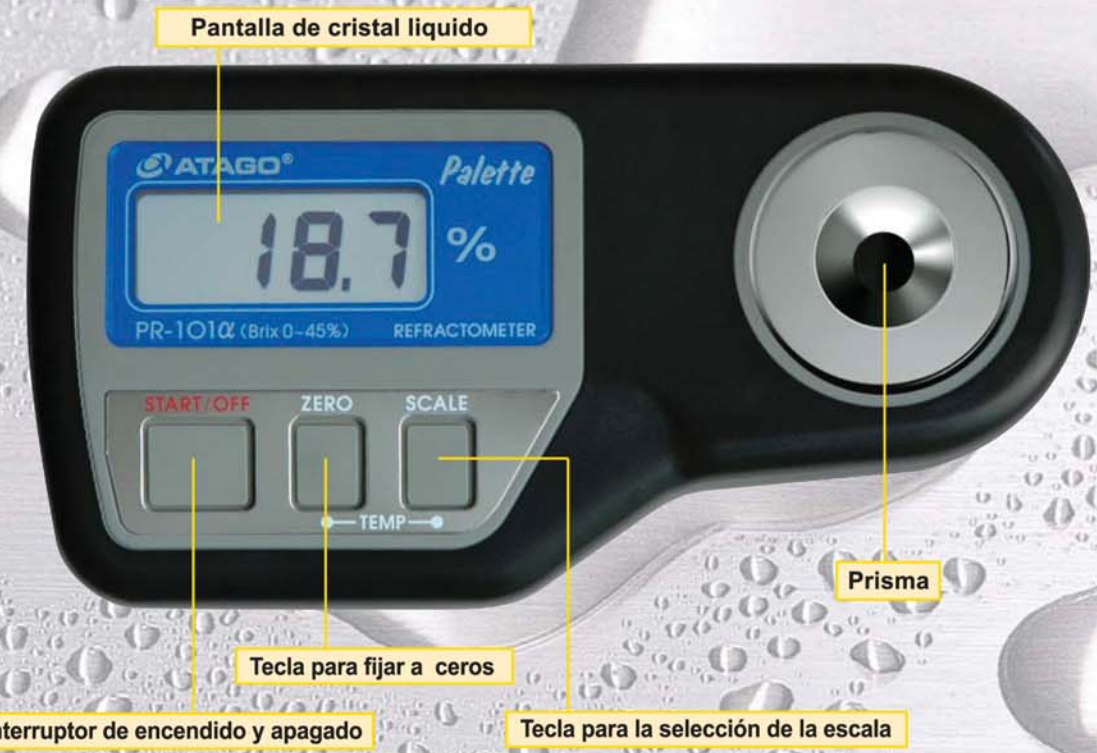 Pantalla de cristal liquido
ATAGO®
Palette
18.7 %
PR-101α (Brix 0~45%) REFRACTOMETER
START/OFF ZERO SCALE
TEMP
Prisma
Tecla para fijar a ceros
nterruptor de encendido y apagado
Tecla para la selección de la escala